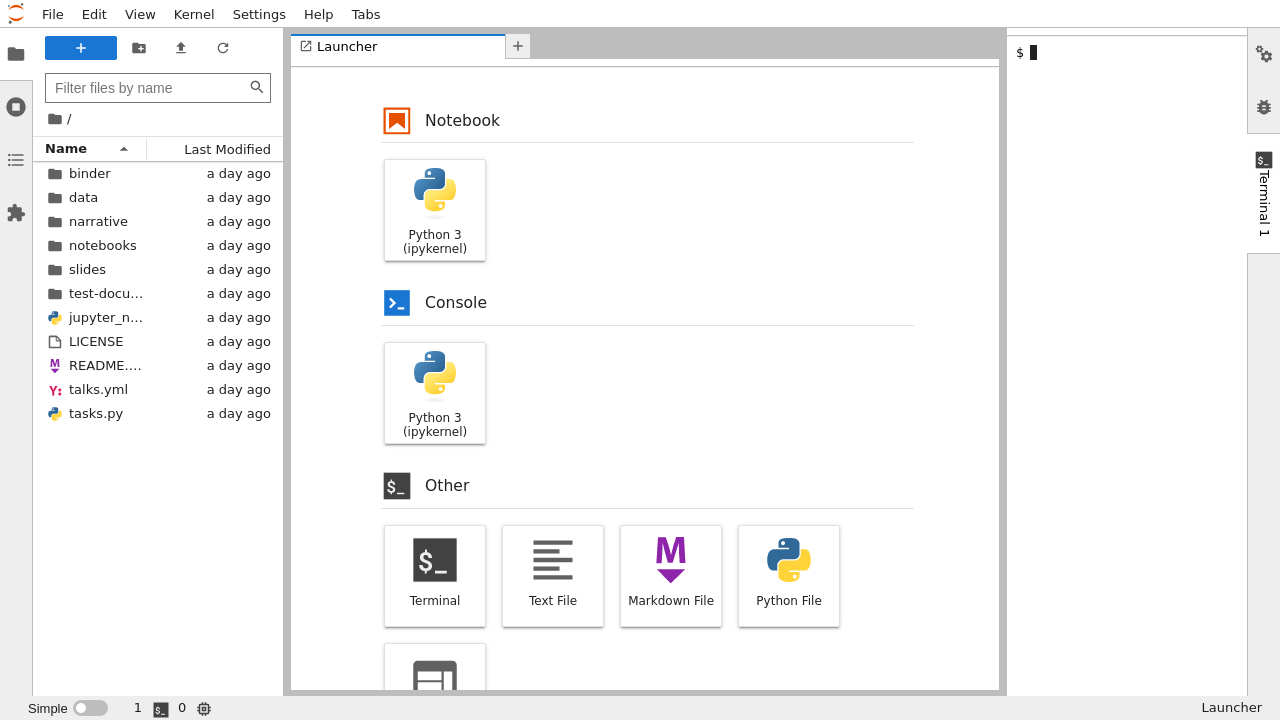 File Edit View Kernel Settings Help Tabs
Launcher
Filter files by name
/
Name Last Modified
binder a day ago
data a day ago
narrative a day ago
notebooks a day ago
slides a day ago
test-docu… a day ago
jupyter_n… a day ago
LICENSE a day ago
README.… a day ago
talks.yml a day ago
tasks.py a day ago
Notebook
Python 3
(ipykernel)
Console
Python 3
(ipykernel)
$_ Other
$_ Terminal
Text File
M Markdown File
Python File
$
$_ Terminal 1
Simple 1 $_ 0
Launcher